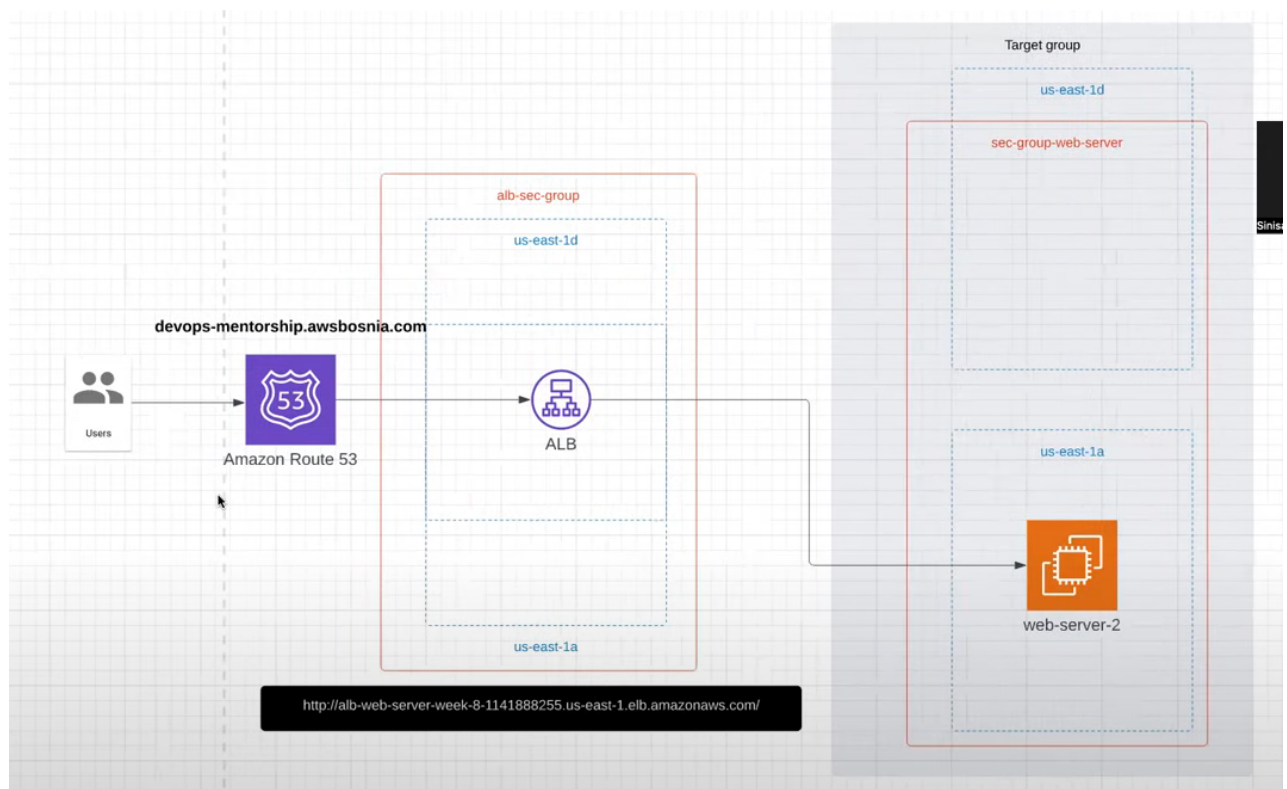 Target group
us-east-1d
sec-group-web-server
alb-sec-group
us-east-1d
devops-mentorship.awsbosnia.com
Users
53
Amazon Route 53
ALB
us-east-1a
web-server-2
us-east-1a
http://alb-web-server-week-8-1141888255.us-east-1.elb.amazonaws.com/
Sinisa